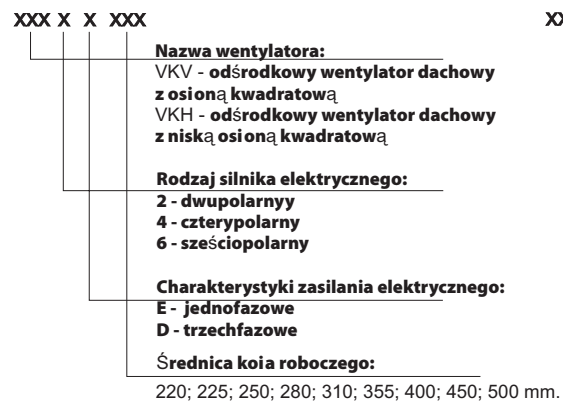 XXX X X XXX
XX
Nazwa wentylatora:
VKV - odśrodkowy wentylator dachowy
z osioną kwadratową
VKH - odśrodkowy wentylator dachowy
z niską osioną kwadratową
Rodzaj silnika elektrycznego:
2 - dwupolarnyy
4 - czterypolarny
6 - sześciopolarny
Charakterystyki zasilania elektrycznego:
E - jednofazowe
D - trzechfazowe
Średnica koia roboczego:
220; 225; 250; 280; 310; 355; 400; 450; 500 mm.